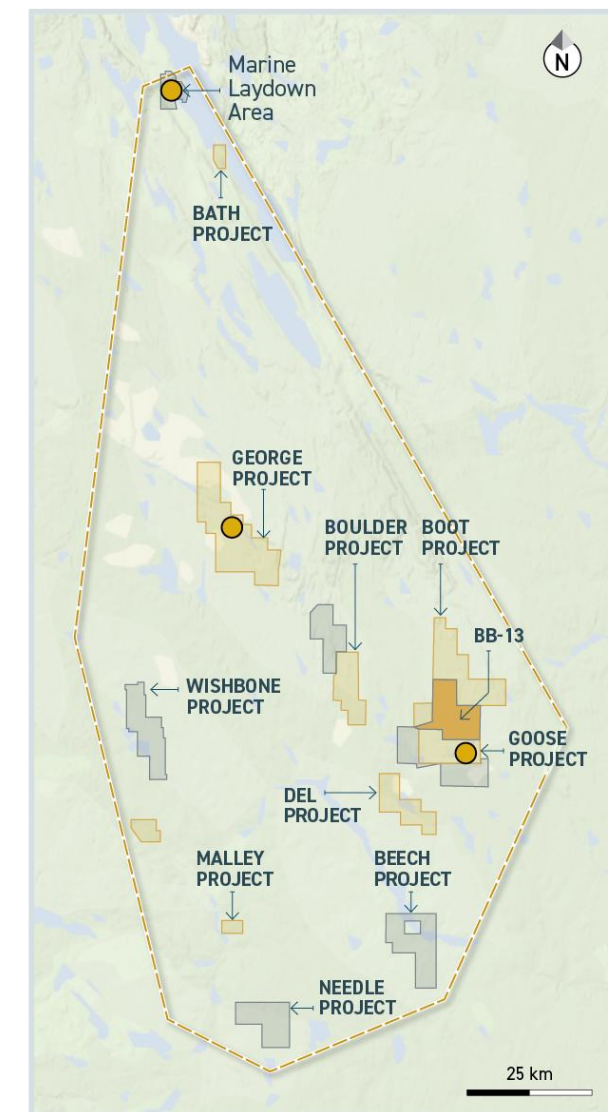 N
Marine
Laydown
Area
BATH
PROJECT
GEORGE
PROJECT
BOULDER
PROJECT
BOOT
PROJECT
BB-13
WISHBONE
PROJECT
GOOSE
PROJECT
DEL
PROJECT
MALLEY
PROJECT
BEECH
PROJECT
NEEDLE
PROJECT
25 km